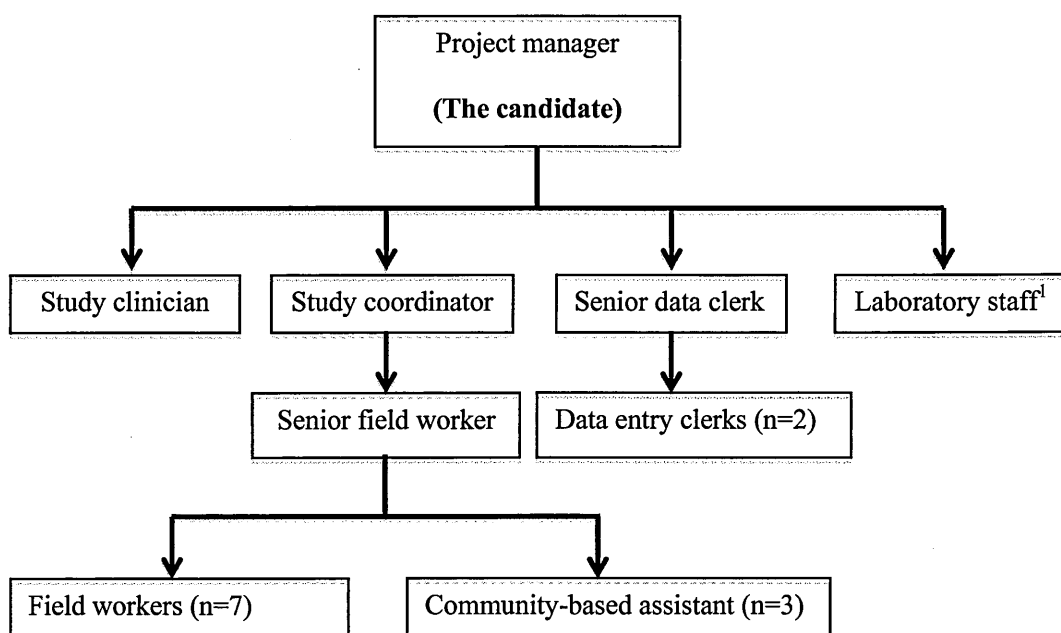 Project manager
(The candidate)
Study clinician
Study coordinator
Senior data clerk
Laboratory staff¹
Senior field worker
Data entry clerks (n=2)
Field workers (n=7)
Community-based assistant (n=3)